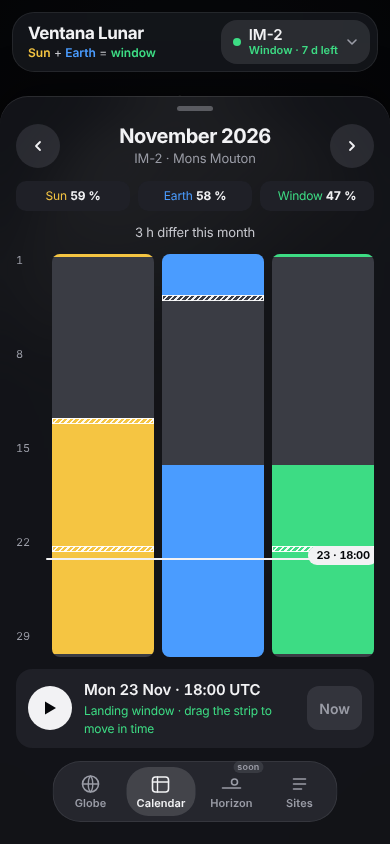 Ventana Lunar
Sun + Earth = window
IM-2
Window · 7 d left
November 2026
IM-2 · Mons Mouton
Sun 59 %
Earth 58 %
Window 47 %
3 h differ this month
1
8
15
22
29
23 · 18:00
Mon 23 Nov · 18:00 UTC
Landing window · drag the strip to
move in time
Now
soon
Globe
Calendar
Horizon
Sites